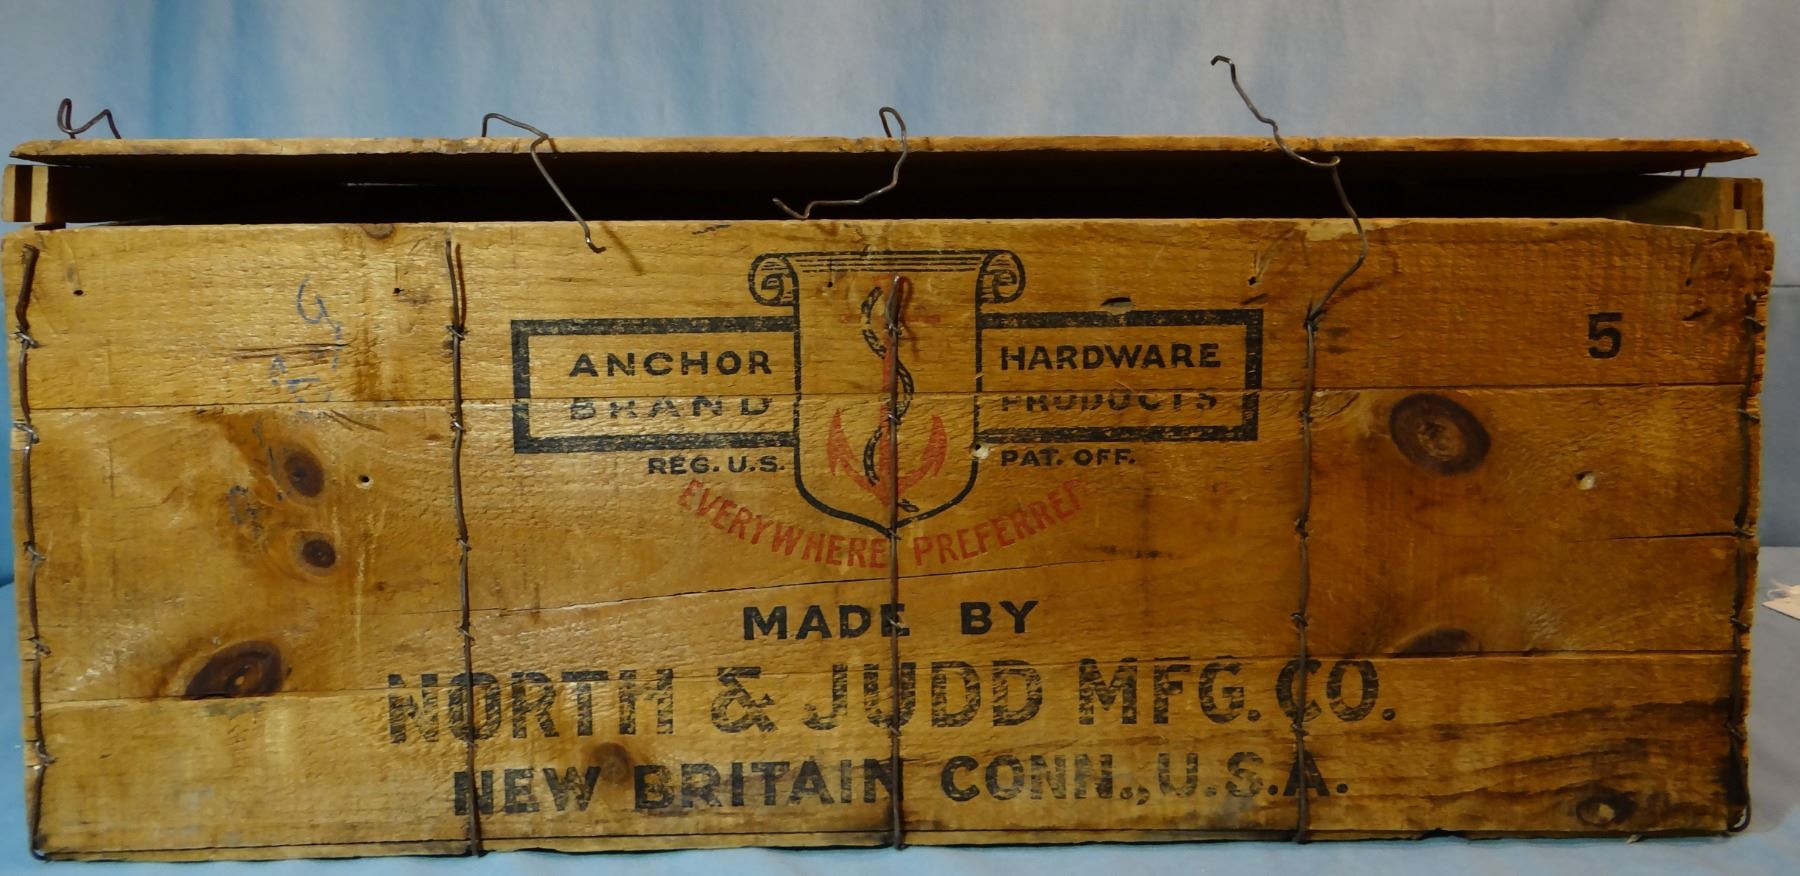 ANCHOR HARDWARE
BRAND PRODUCTS
REG. U.S. PAT. OFF.
EVERYWHERE PREFERRED
5
MADE BY
NORTH & JUDD MFG. CO.
NEW BRITAIN CONN., U.S.A.